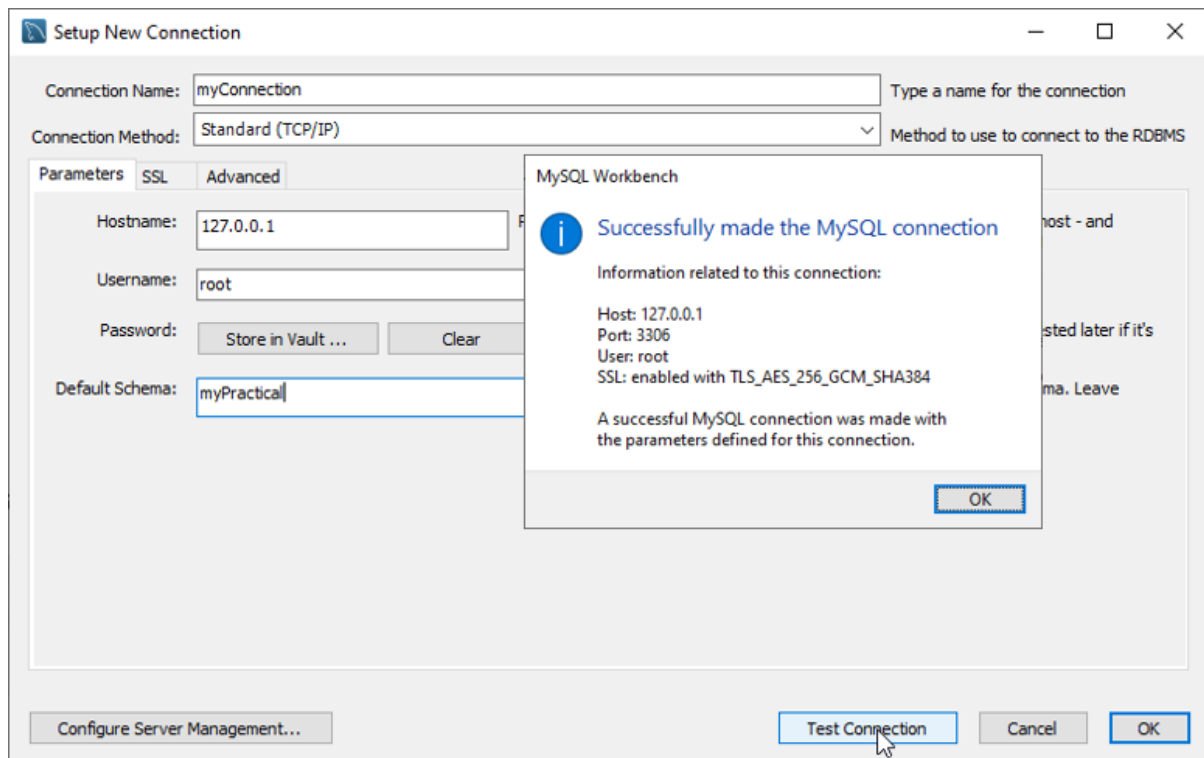 Setup New Connection
Connection Name: myConnection Type a name for the connection
Connection Method: Standard (TCP/IP) Method to use to connect to the RDBMS
Parameters SSL Advanced
MySQL Workbench
Successfully made the MySQL connection
Information related to this connection:
Host: 127.0.0.1
Port: 3306
User: root
SSL: enabled with TLS_AES_256_GCM_SHA384
A successful MySQL connection was made with
the parameters defined for this connection.
OK
Hostname: 127.0.0.1 - and
Username: root
Password: Store in Vault ... Clear later if it's
Default Schema: myPractical Leave
Configure Server Management... Test Connection Cancel OK